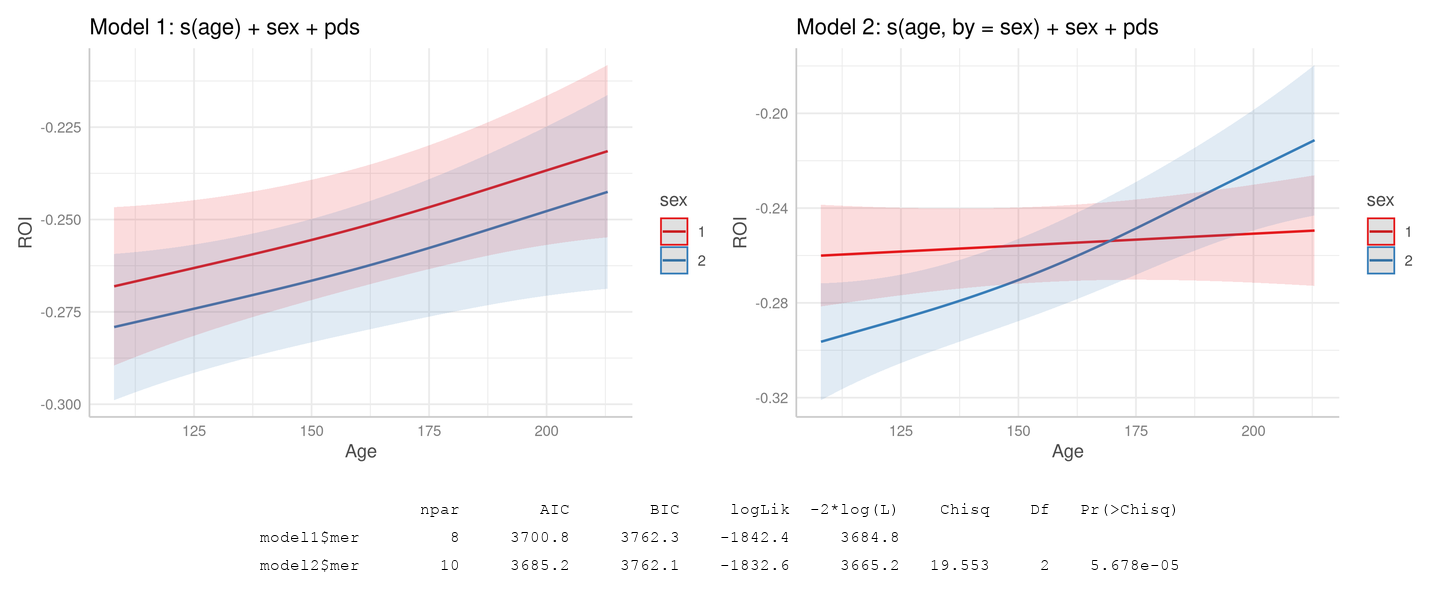 Model 1: s(age) + sex + pds
-0.225
-0.250
-0.275
-0.300
ROI
125 150 175 200
Age
sex
1
2
Model 2: s(age, by = sex) + sex + pds
-0.20
-0.24
-0.28
-0.32
ROI
125 150 175 200
Age
sex
1
2
npar AIC BIC logLik -2*log(L) Chisq Df Pr(>Chisq)
model1$mer 8 3700.8 3762.3 -1842.4 3684.8
model2$mer 10 3685.2 3762.1 -1832.6 3665.2 19.553 2 5.678e-05